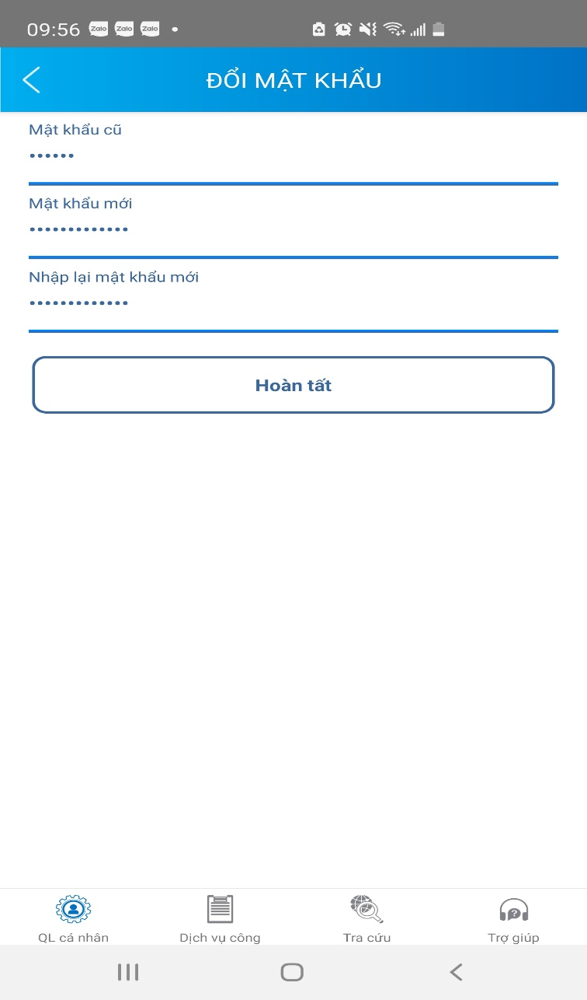 09:56 Zalo Zalo Zalo
ĐỔI MẬT KHẨU
Mật khẩu cũ
••••••
Mật khẩu mới
•••••••••••••
Nhập lại mật khẩu mới
•••••••••••••
Hoàn tất
QL cá nhân Dịch vụ công Tra cứu Trợ giúp